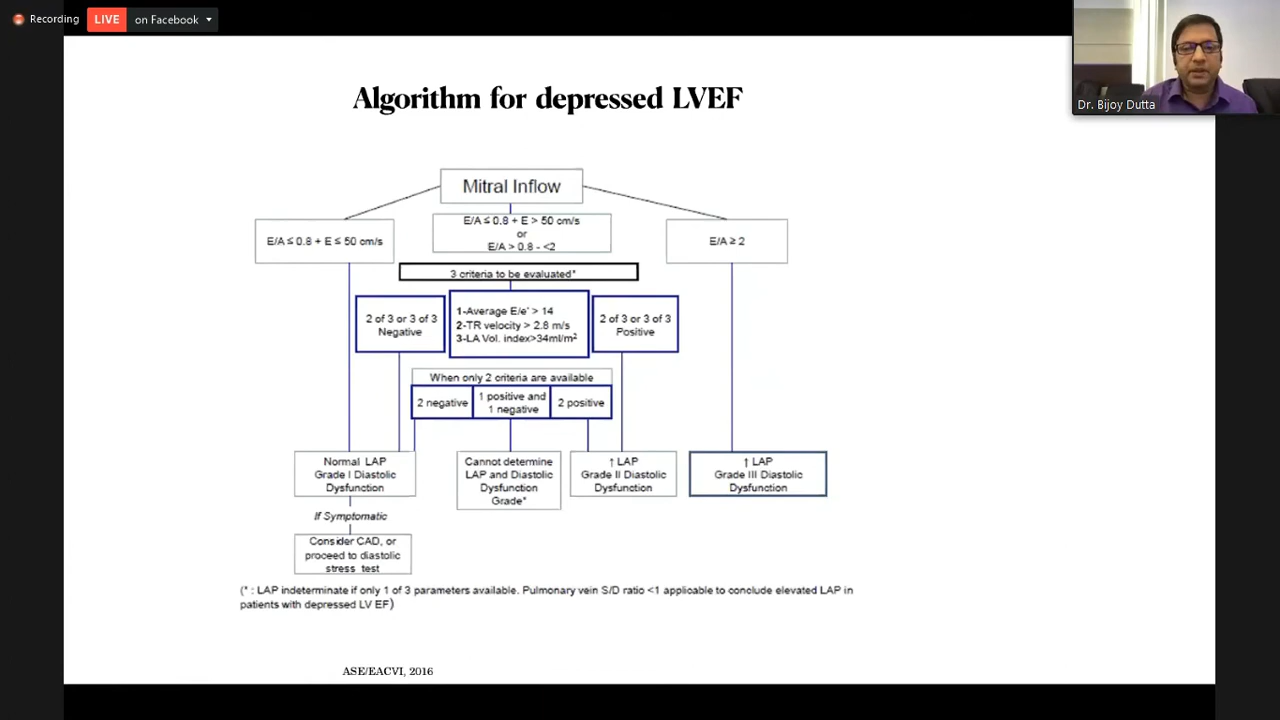 Recording
LIVE on Facebook
Dr. Bijoy Dutta
Algorithm for depressed LVEF
Mitral Inflow
E/A ≤ 0.8 + E ≤ 50 cm/s
E/A ≤ 0.8 + E > 50 cm/s
or
E/A > 0.8 - <2
E/A ≥ 2
3 criteria to be evaluated*
2 of 3 or 3 of 3
Negative
1-Average E/e' > 14
2-TR velocity > 2.8 m/s
3-LA Vol. index>34ml/m²
2 of 3 or 3 of 3
Positive
When only 2 criteria are available
2 negative
1 positive and
1 negative
2 positive
Normal LAP
Grade I Diastolic
Dysfunction
Cannot determine
LAP and Diastolic
Dysfunction
Grade*
↑ LAP
Grade II Diastolic
Dysfunction
↑ LAP
Grade III Diastolic
Dysfunction
If Symptomatic
Consider CAD, or
proceed to diastolic
stress test
(* : LAP indeterminate if only 1 of 3 parameters available. Pulmonary vein S/D ratio <1 applicable to conclude elevated LAP in
patients with depressed LV EF)
ASE/EACVI, 2016